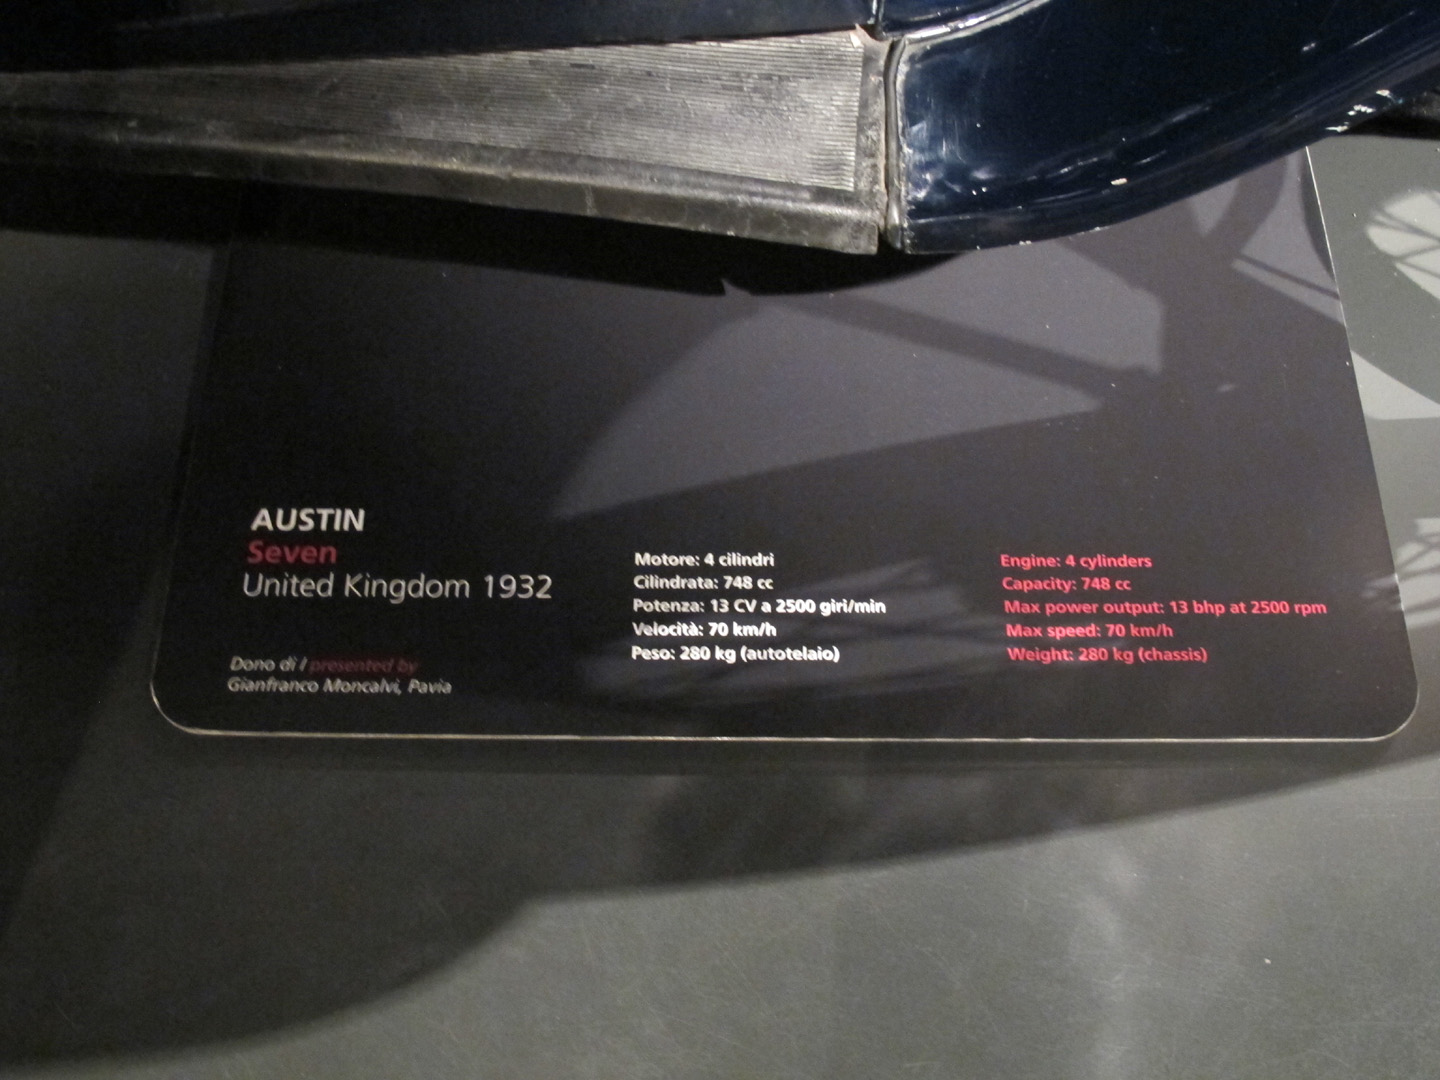 AUSTIN
Seven
United Kingdom 1932
Dono di / presented by
Gianfranco Moncalvi, Pavia
Motore: 4 cilindri
Cilindrata: 748 cc
Potenza: 13 CV a 2500 giri/min
Velocità: 70 km/h
Peso: 280 kg (autotelaio)
Engine: 4 cylinders
Capacity: 748 cc
Max power output: 13 bhp at 2500 rpm
Max speed: 70 km/h
Weight: 280 kg (chassis)